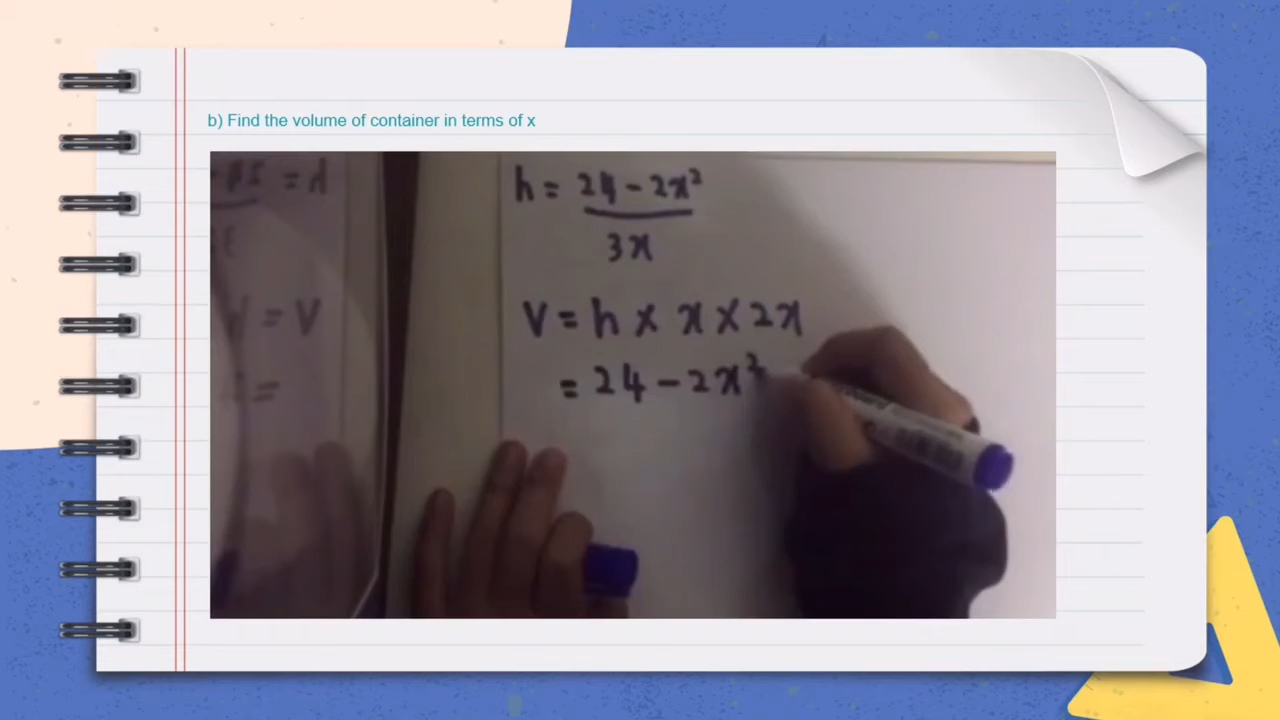 b) Find the volume of container in terms of x
h = 24 - 2x²
3x
V = h × x × 2x
= 24 - 2x²